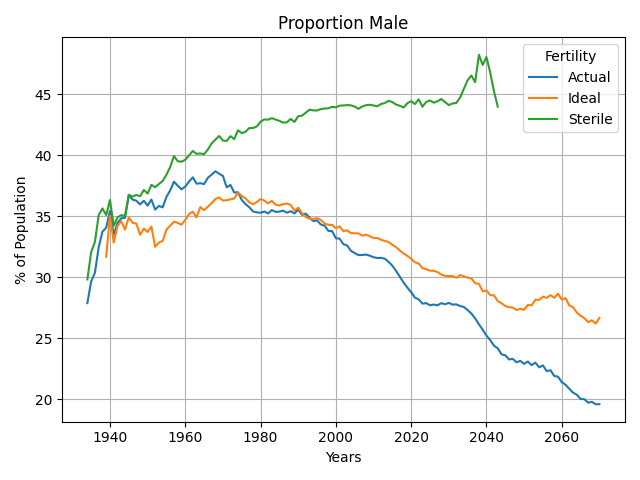 Proportion Male
% of Population
45
40
35
30
25
20
Fertility
Actual
Ideal
Sterile
1940 1960 1980 2000 2020 2040 2060
Years